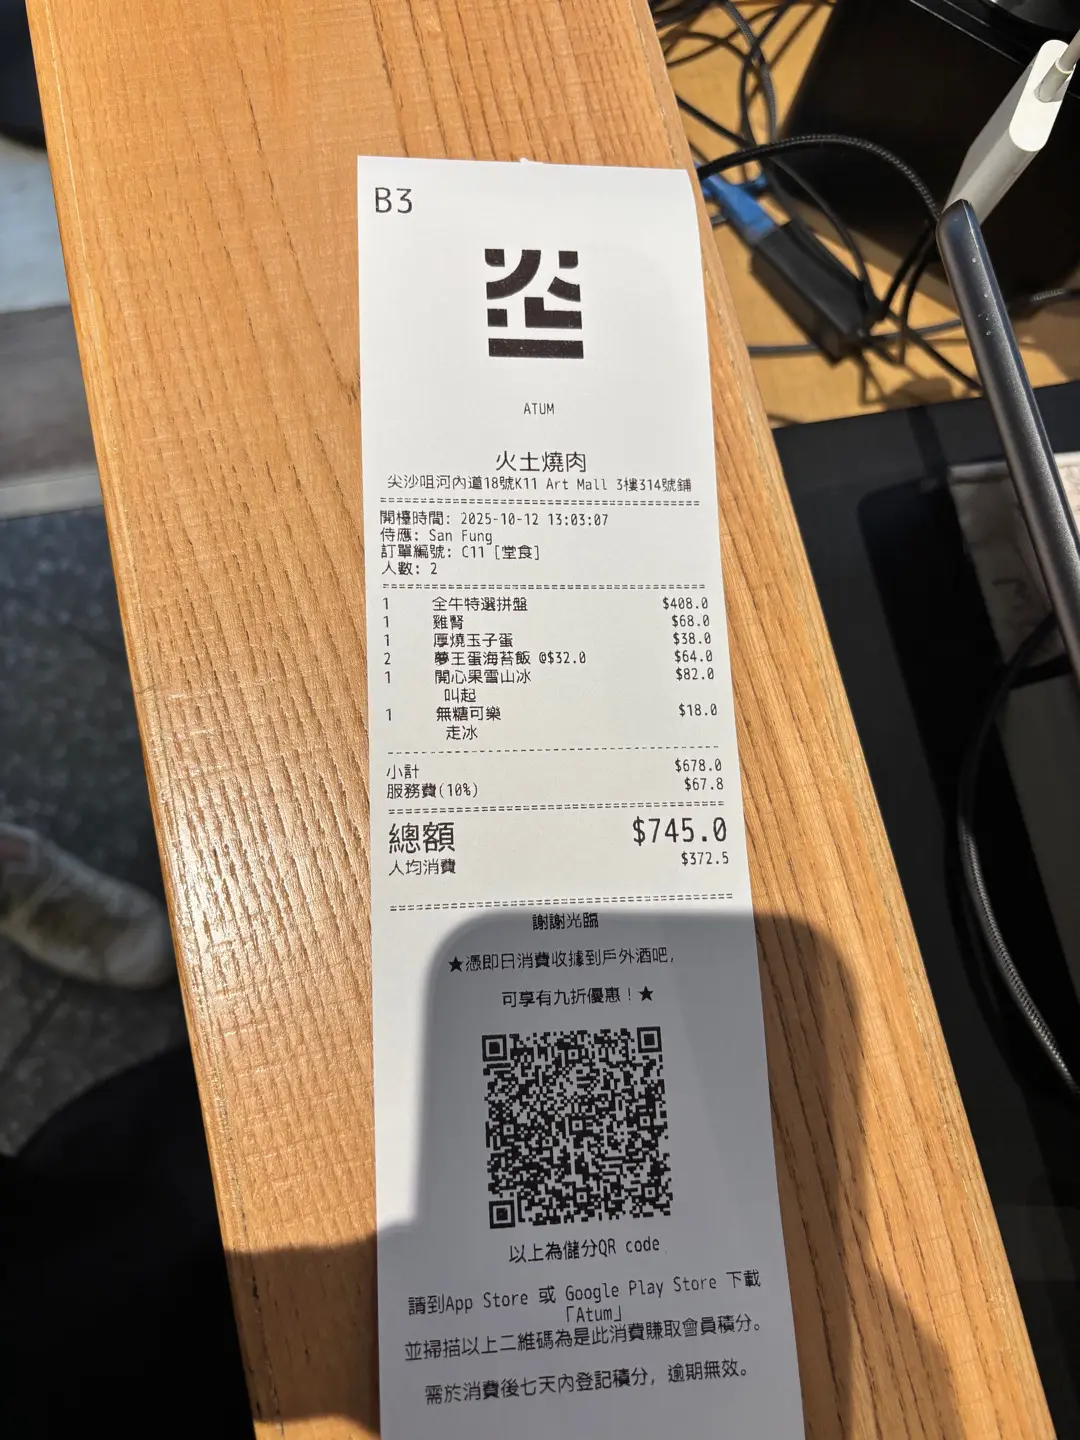 B3
ATUM
火土燒肉
尖沙咀河內道18號K11 Art Mall 3樓314號鋪
開檯時間: 2025-10-12 13:03:07
侍應: San Fung
訂單編號: C11 [堂食]
人數: 2
1 全牛特選拼盤 $408.0
1 雞腎 $68.0
1 厚燒玉子蛋 $38.0
2 夢王蛋海苔飯 @$32.0 $64.0
1 開心果雪山冰 $82.0
叫起
1 無糖可樂 $18.0
走冰
小計 $678.0
服務費(10%) $67.8
總額 $745.0
人均消費 $372.5
謝謝光臨
★憑即日消費收據到戶外酒吧,
可享有九折優惠！★
以上為儲分QR code
請到App Store 或 Google Play Store 下載
「Atum」
並掃描以上二維碼為是此消費賺取會員積分。
需於消費後七天內登記積分, 逾期無效。